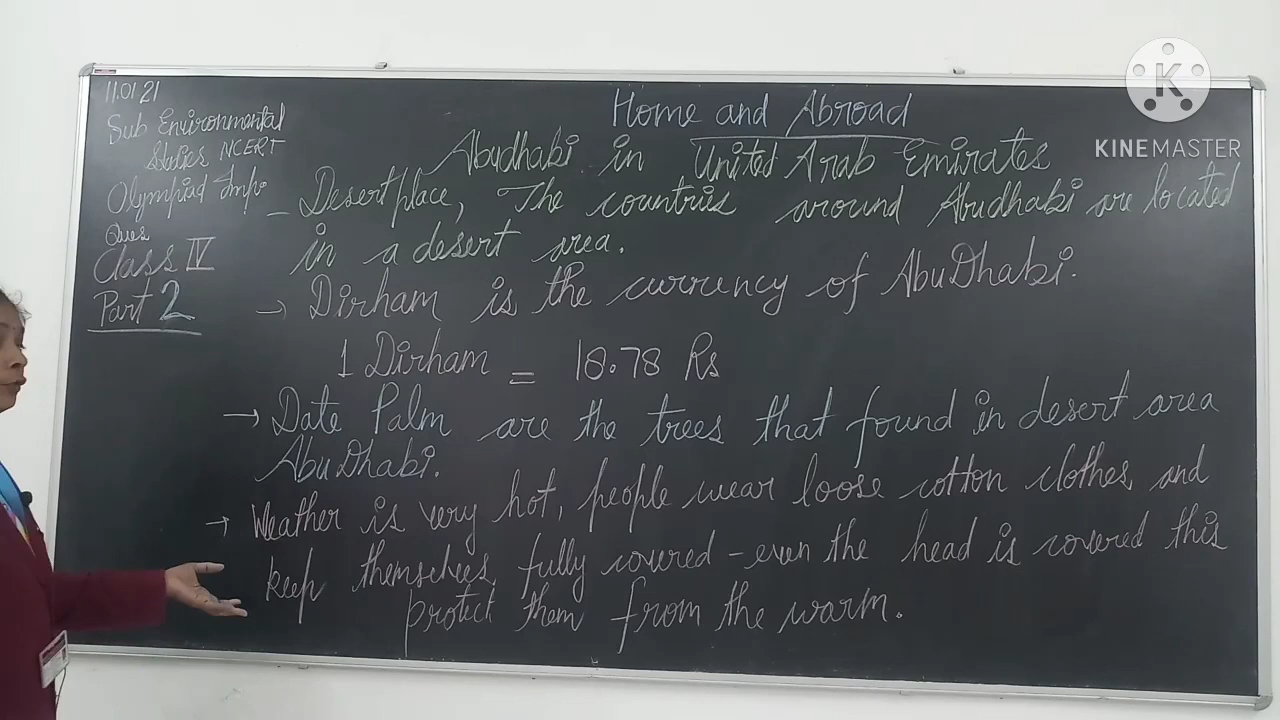 11.01.21
Sub Environmental
Studies NCERT
Olympiad Imp.
Ques
Class IV
Part 2
Home and Abroad
Abudhabi in United Arab Emirates
- Desert place, The countries around Abudhabi are located
in a desert area.
→ Dirham is the currency of AbuDhabi.
1 Dirham = 18.78 Rs
→ Date Palm are the trees that found in desert area
AbuDhabi.
→ Weather is very hot, people wear loose cotton clothes and
keep themselves fully covered - even the head is covered this
protect them from the warm.
K
KINEMASTER